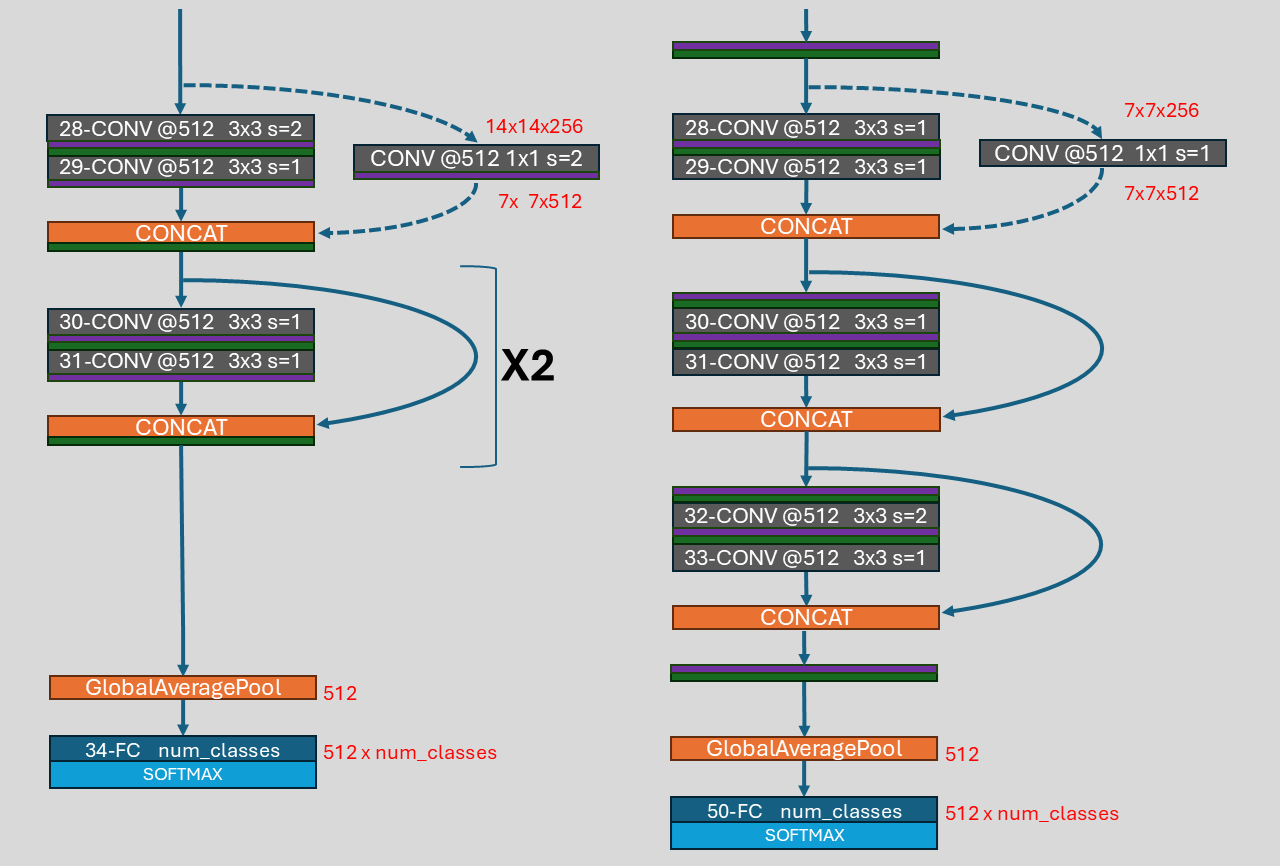 28-CONV @512 3x3 s=2
14x14x256
29-CONV @512 3x3 s=1
CONV @512 1x1 s=2
7x 7x512
CONCAT
30-CONV @512 3x3 s=1
31-CONV @512 3x3 s=1
X2
CONCAT
GlobalAveragePool
512
34-FC num_classes
512 x num_classes
SOFTMAX
7x7x256
28-CONV @512 3x3 s=1
29-CONV @512 3x3 s=1
CONV @512 1x1 s=1
7x7x512
CONCAT
30-CONV @512 3x3 s=1
31-CONV @512 3x3 s=1
CONCAT
32-CONV @512 3x3 s=2
33-CONV @512 3x3 s=1
CONCAT
GlobalAveragePool
512
50-FC num_classes
512 x num_classes
SOFTMAX